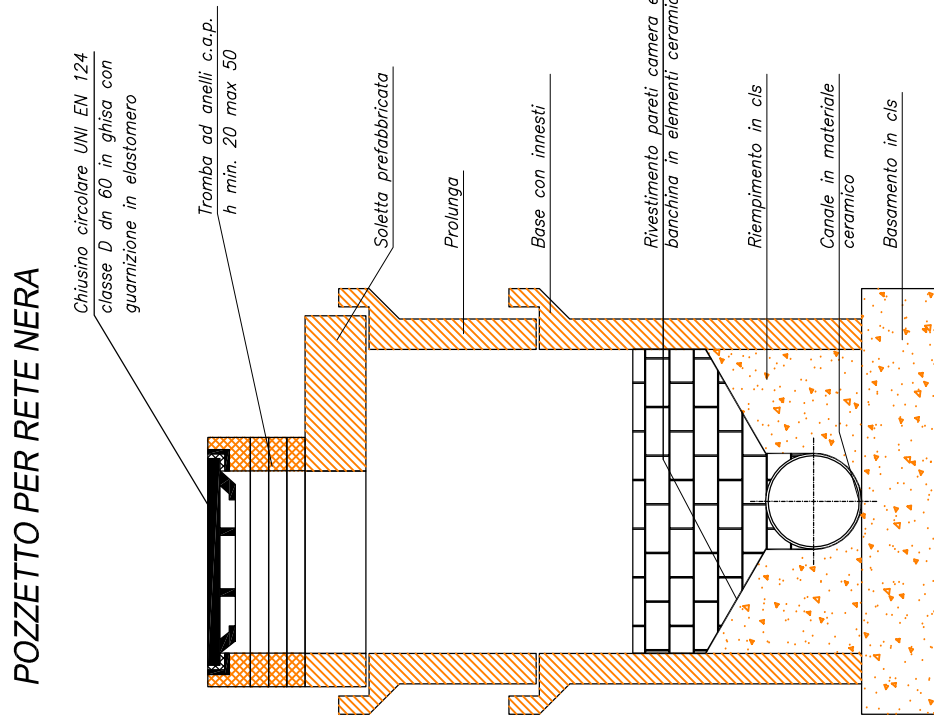 POZZETTO PER RETE NERA
Chiusino circolare UNI EN 124
classe D dn 60 in ghisa con
guarnizione in elastomero
Tromba ad anelli c.a.p.
h min. 20 max 50
Soletta prefabbricata
Prolunga
Base con innesti
Rivestimento pareti camera e
banchina in elementi ceramic
Riempimento in cls
Canale in materiale
ceramico
Basamento in cls